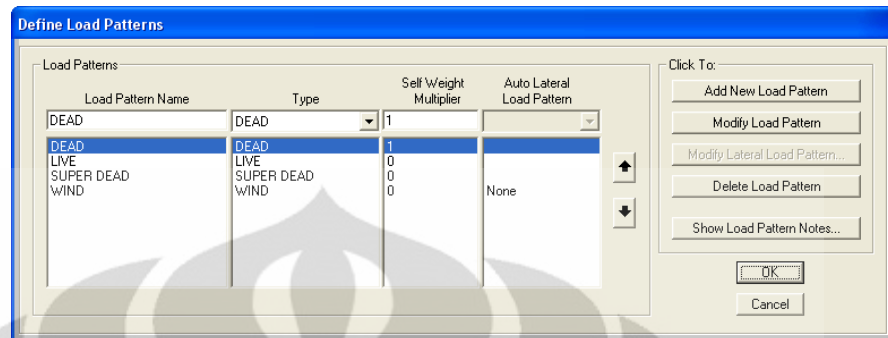 Define Load Patterns
Load Patterns
Click To:
Load Pattern Name Type Self Weight Multiplier Auto Lateral Load Pattern
DEAD DEAD 1
DEAD DEAD 1
LIVE LIVE 0
SUPER DEAD SUPER DEAD 0
WIND WIND 0 None
Add New Load Pattern
Modify Load Pattern
Modify Lateral Load Pattern...
Delete Load Pattern
Show Load Pattern Notes...
OK
Cancel